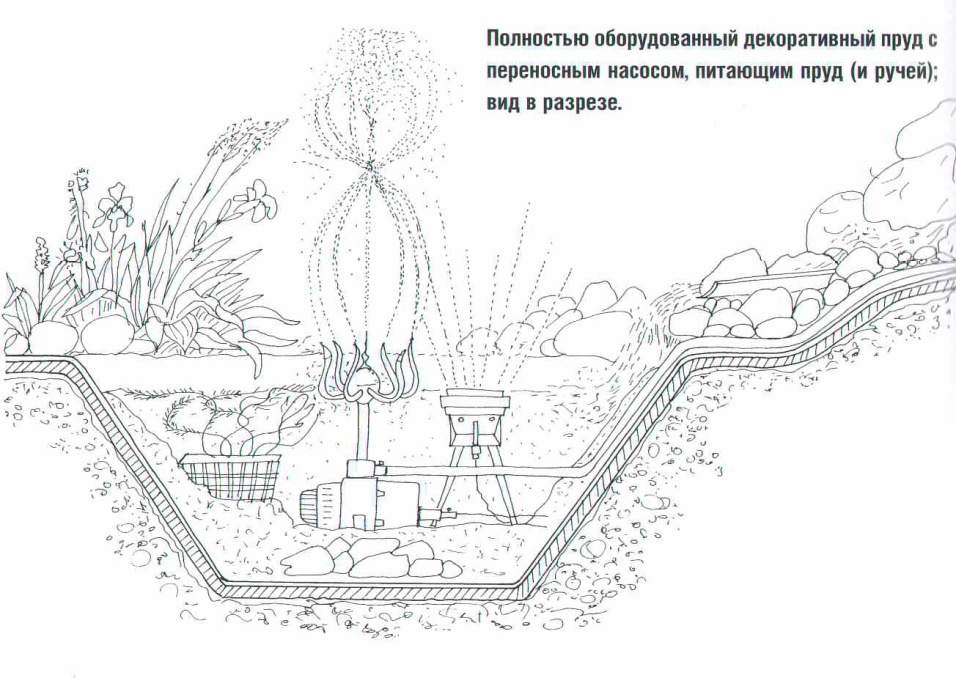 Полностью оборудованный декоративный пруд с
переносным насосом, питающим пруд (и ручей);
вид в разрезе.